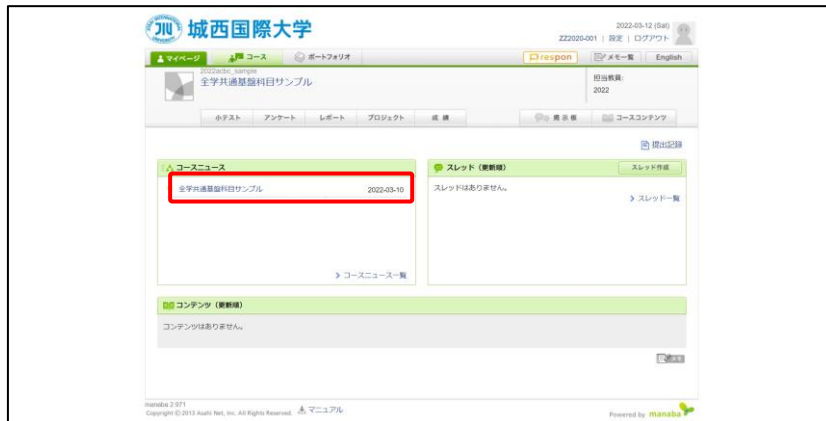 JIU 城西国際大学
2022-03-12 (Sat)
ZZ2020-001 | 設定 | ログアウト
マイページ コース ポートフォリオ respon メモ一覧 English
2022acbc_sample
全学共通基盤科目サンプル
担当教員:
2022
小テスト アンケート レポート プロジェクト 成績 掲示板 コースコンテンツ
提出記録
コースニュース
全学共通基盤科目サンプル 2022-03-10
コースニュース一覧
スレッド（更新順） スレッド作成
スレッドはありません。
スレッド一覧
コンテンツ（更新順）
コンテンツはありません。
メモ
manaba 2.971
Copyright © 2013 Asahi Net, Inc. All Rights Reserved. マニュアル
Powered by manaba